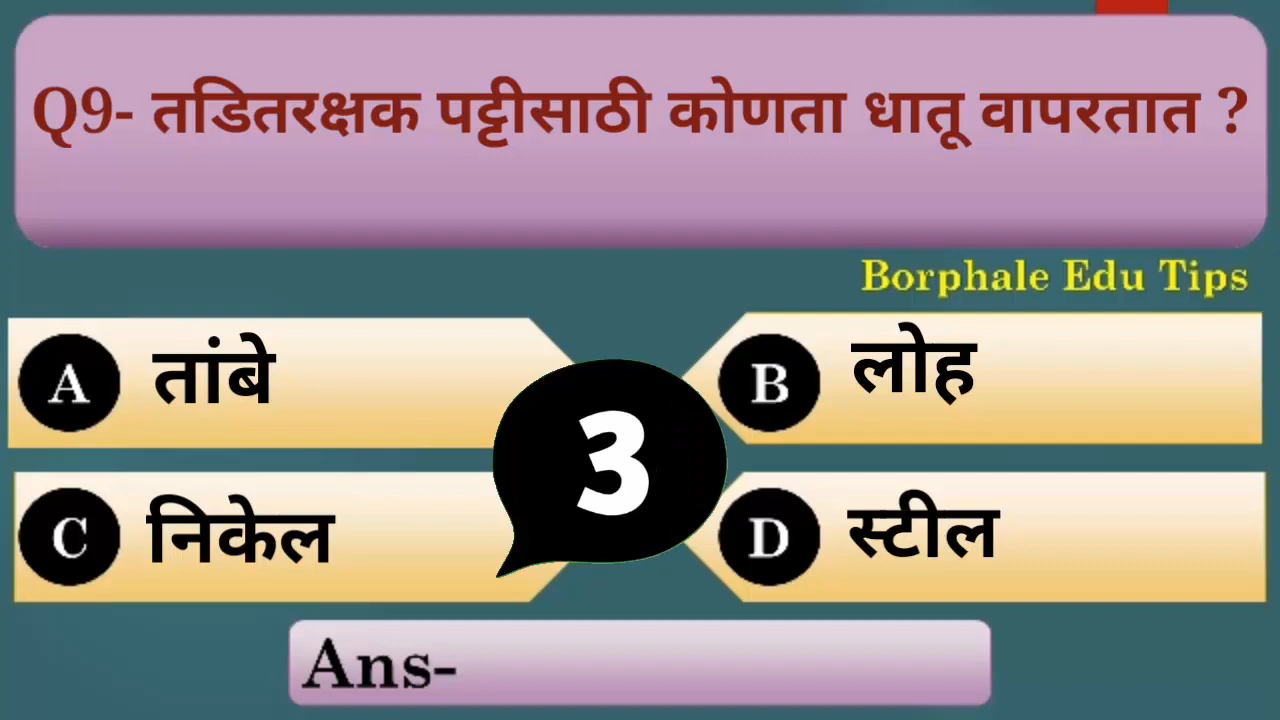 Q9- तडितरक्षक पट्टीसाठी कोणता धातू वापरतात ?
Borphale Edu Tips
A तांबे
B लोह
3
C निकेल
D स्टील
Ans-